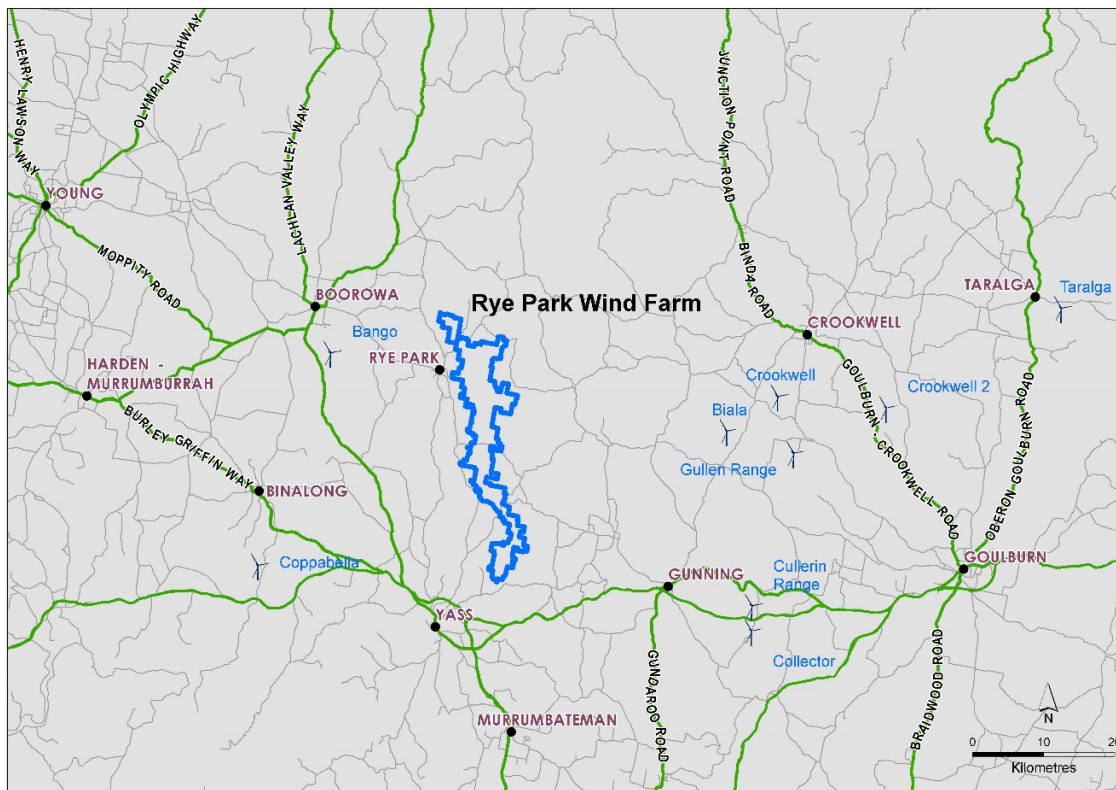 HENRY LAWSON WAY
OLYMPIC HIGHWAY
LACHLAN VALLEY WAY
JUNCTION POINT ROAD
YOUNG
MOPPITY ROAD
BINDA ROAD
TARALGA
Taralga
BOOROWA
Rye Park Wind Farm
CROOKWELL
Bango
RYE PARK
HARDEN -
MURRUMBURRAH
Crookwell
Crookwell 2
GOULBURN - CROOKWELL ROAD
OBERON GOULBURN ROAD
Biala
BURLEY GRIFFIN WAY
Gullen Range
BINALONG
Coppabella
GUNNING
Cullerin
Range
GOULBURN
YASS
Collector
GUNDAROO ROAD
BRAIDWOOD ROAD
MURRUMBATEMAN
N
0 10 20
Kilometres